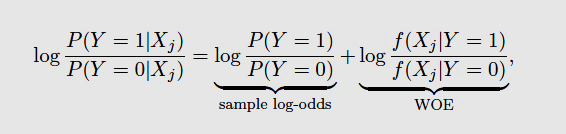 log P(Y = 1|X_j) / P(Y = 0|X_j) = log P(Y = 1) / P(Y = 0) + log f(X_j|Y = 1) / f(X_j|Y = 0),
sample log-odds WOE